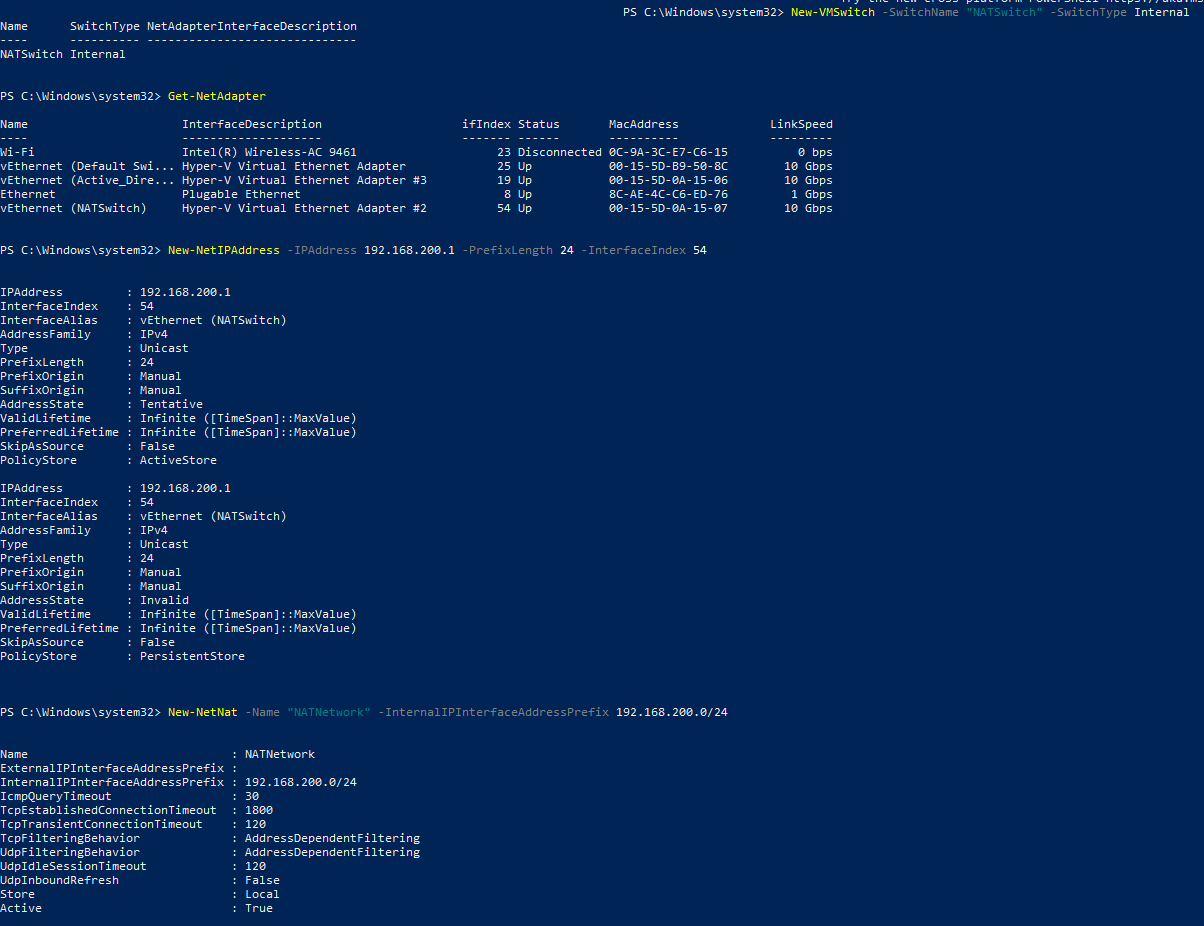 PS C:\Windows\system32> New-VMSwitch -SwitchName "NATSwitch" -SwitchType Internal
Name      SwitchType NetAdapterInterfaceDescription
----      ---------- ------------------------------
NATSwitch Internal
PS C:\Windows\system32> Get-NetAdapter
Name                      InterfaceDescription                    ifIndex Status       MacAddress             LinkSpeed
----                      --------------------                    ------- ------       ----------             ---------
Wi-Fi                     Intel(R) Wireless-AC 9461                    23 Disconnected 0C-9A-3C-E7-C6-15          0 bps
vEthernet (Default Swi... Hyper-V Virtual Ethernet Adapter             25 Up           00-15-5D-B9-50-8C        10 Gbps
vEthernet (Active_Dire... Hyper-V Virtual Ethernet Adapter #3          19 Up           00-15-5D-0A-15-06        10 Gbps
Ethernet                  Plugable Ethernet                             8 Up           8C-AE-4C-C6-ED-76         1 Gbps
vEthernet (NATSwitch)     Hyper-V Virtual Ethernet Adapter #2          54 Up           00-15-5D-0A-15-07        10 Gbps
PS C:\Windows\system32> New-NetIPAddress -IPAddress 192.168.200.1 -PrefixLength 24 -InterfaceIndex 54
IPAddress         : 192.168.200.1
InterfaceIndex    : 54
InterfaceAlias    : vEthernet (NATSwitch)
AddressFamily     : IPv4
Type              : Unicast
PrefixLength      : 24
PrefixOrigin      : Manual
SuffixOrigin      : Manual
AddressState      : Tentative
ValidLifetime     : Infinite ([TimeSpan]::MaxValue)
PreferredLifetime : Infinite ([TimeSpan]::MaxValue)
SkipAsSource      : False
PolicyStore       : ActiveStore
IPAddress         : 192.168.200.1
InterfaceIndex    : 54
InterfaceAlias    : vEthernet (NATSwitch)
AddressFamily     : IPv4
Type              : Unicast
PrefixLength      : 24
PrefixOrigin      : Manual
SuffixOrigin      : Manual
AddressState      : Invalid
ValidLifetime     : Infinite ([TimeSpan]::MaxValue)
PreferredLifetime : Infinite ([TimeSpan]::MaxValue)
SkipAsSource      : False
PolicyStore       : PersistentStore
PS C:\Windows\system32> New-NetNat -Name "NATNetwork" -InternalIPInterfaceAddressPrefix 192.168.200.0/24
Name                             : NATNetwork
ExternalIPInterfaceAddressPrefix :
InternalIPInterfaceAddressPrefix : 192.168.200.0/24
IcmpQueryTimeout                 : 30
TcpEstablishedConnectionTimeout  : 1800
TcpTransientConnectionTimeout    : 120
TcpFilteringBehavior             : AddressDependentFiltering
UdpFilteringBehavior             : AddressDependentFiltering
UdpIdleSessionTimeout            : 120
UdpInboundRefresh                : False
Store                            : Local
Active                           : True